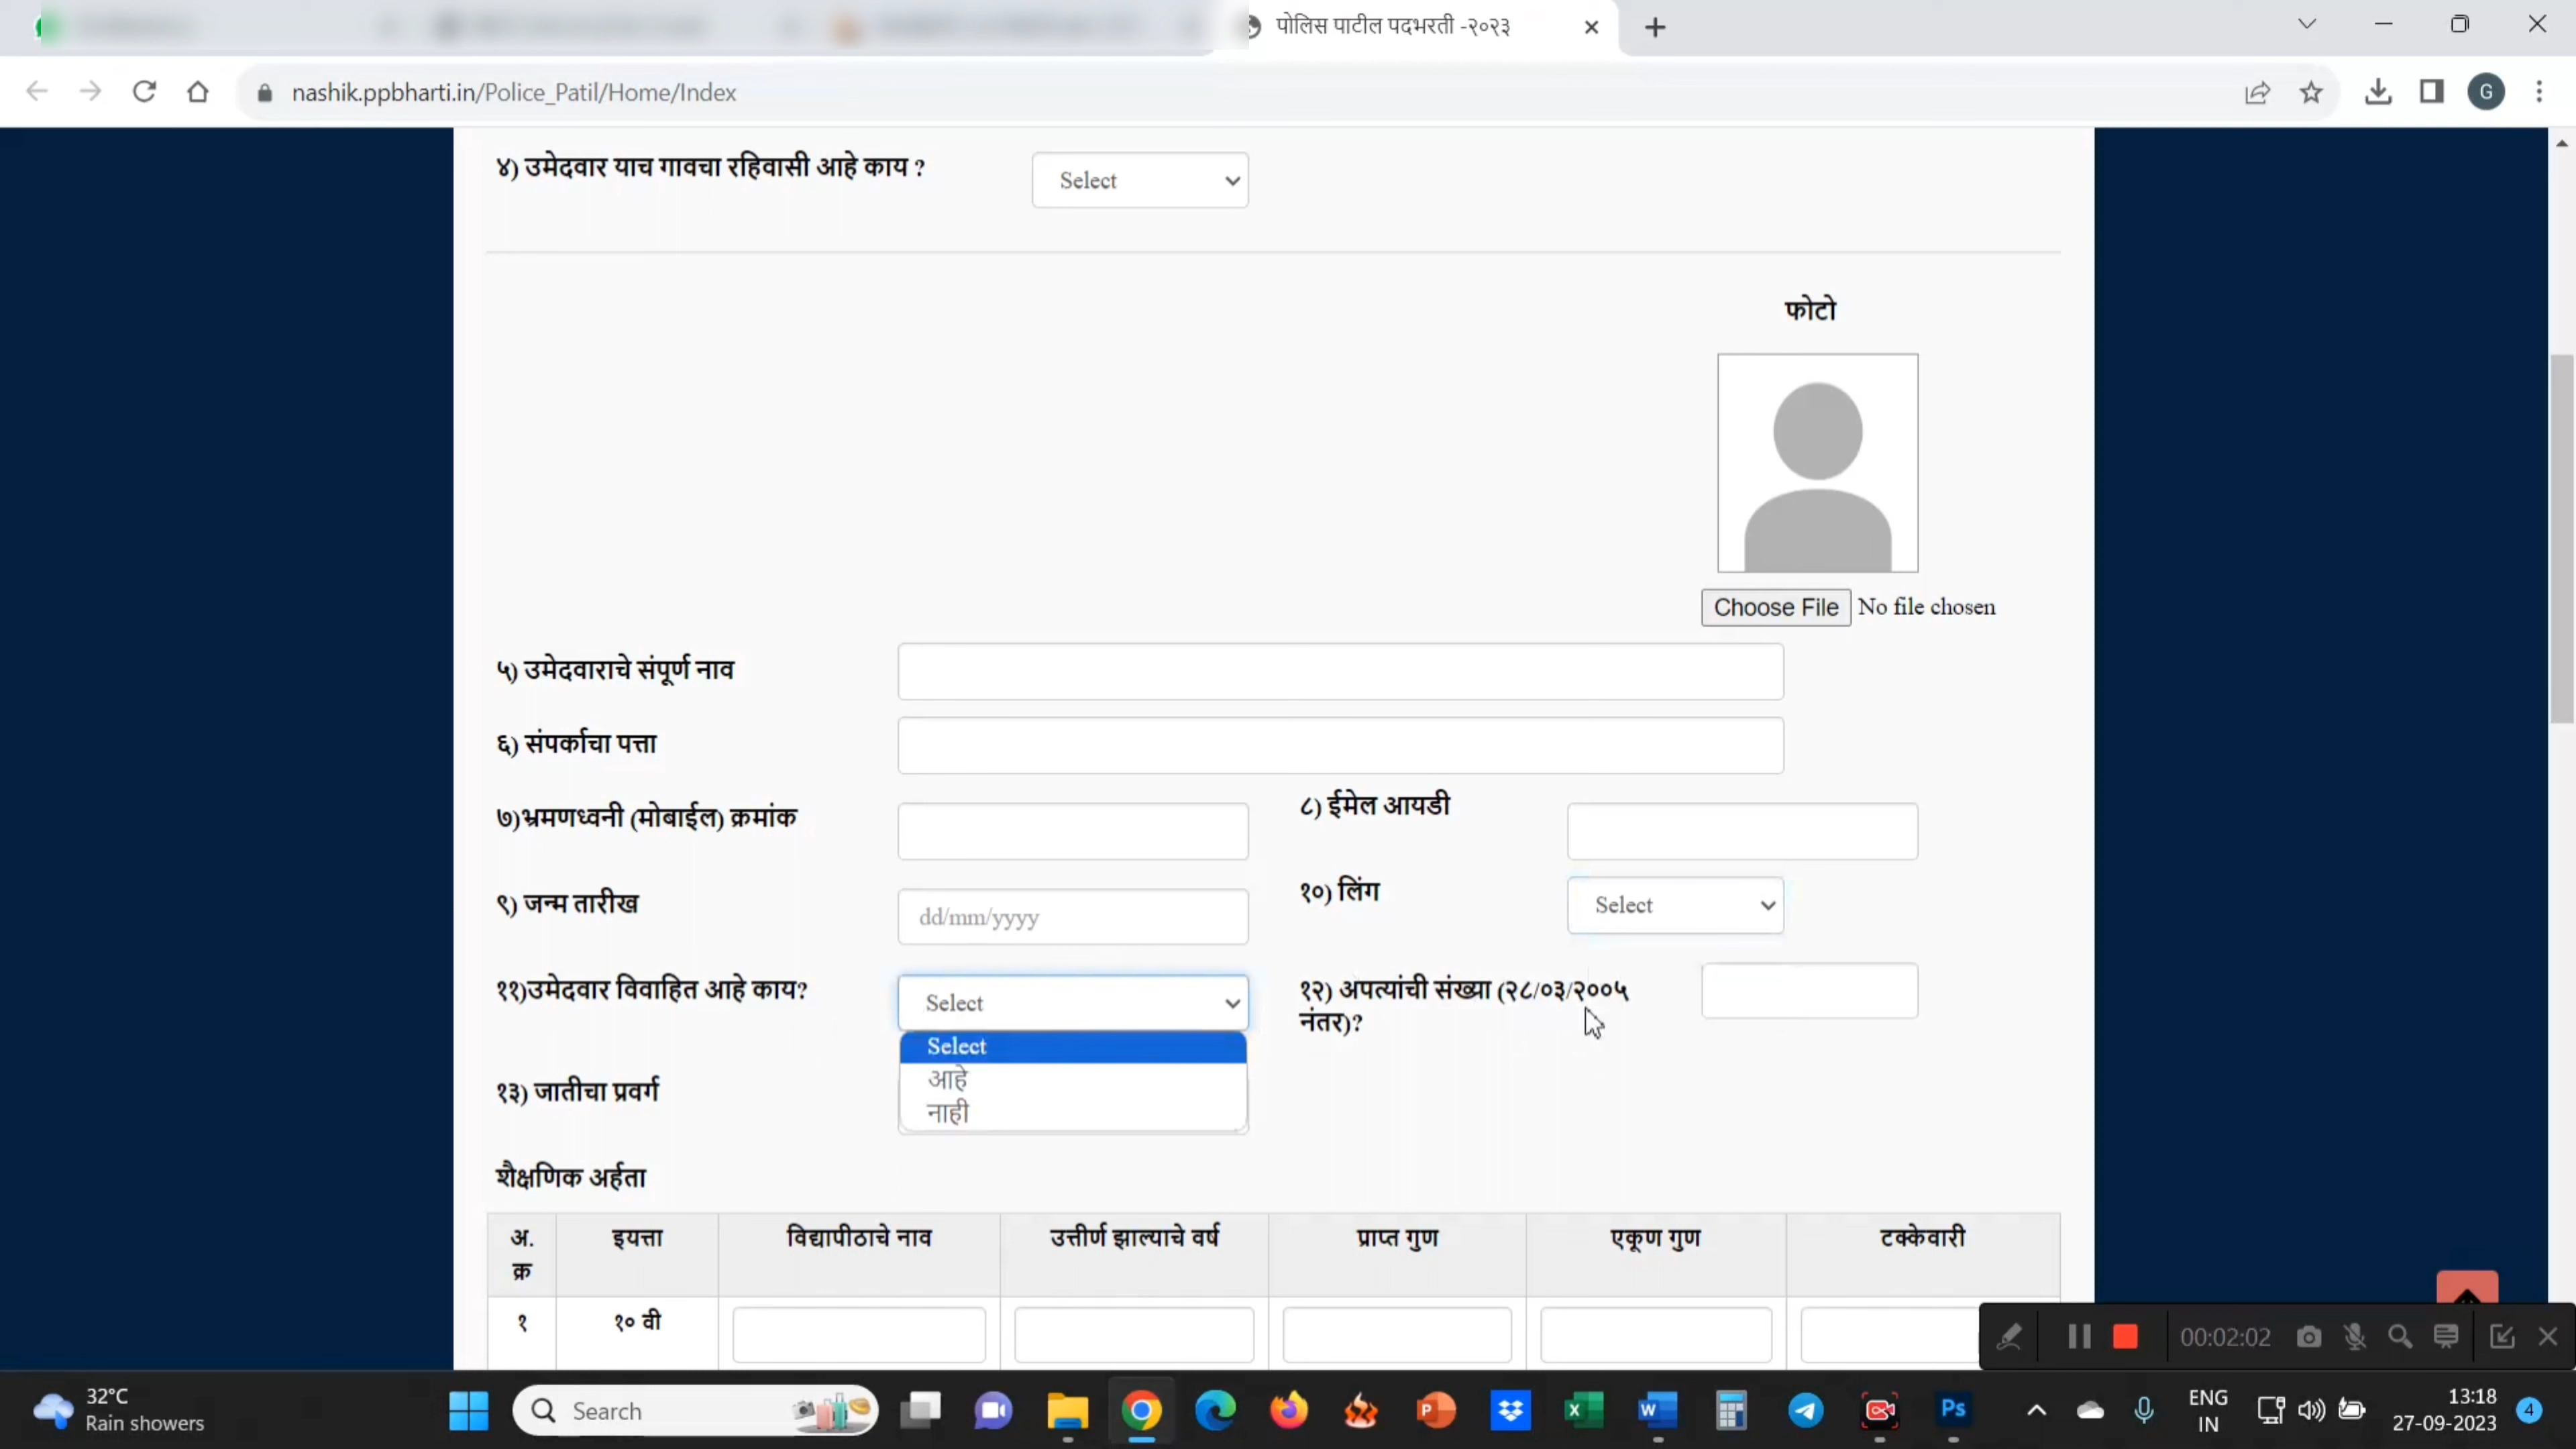 पोलिस पाटील पदभरती -२०२३
nashik.ppbharti.in/Police_Patil/Home/Index
G
४) उमेदवार याच गावचा रहिवासी आहे काय ?
Select
फोटो
Choose File No file chosen
५) उमेदवाराचे संपूर्ण नाव
६) संपर्काचा पत्ता
७)भ्रमणध्वनी (मोबाईल) क्रमांक
८) ईमेल आयडी
९) जन्म तारीख
dd/mm/yyyy
१०) लिंग
Select
११)उमेदवार विवाहित आहे काय?
Select
१२) अपत्यांची संख्या (२८/०३/२००५
नंतर)?
Select
आहे
नाही
१३) जातीचा प्रवर्ग
शैक्षणिक अर्हता
अ. इयत्ता विद्यापीठाचे नाव उत्तीर्ण झाल्याचे वर्ष प्राप्त गुण एकूण गुण टक्केवारी
क्र
१ १० वी
00:02:02
32°C
Rain showers
Search
ENG
IN
13:18
27-09-2023
4